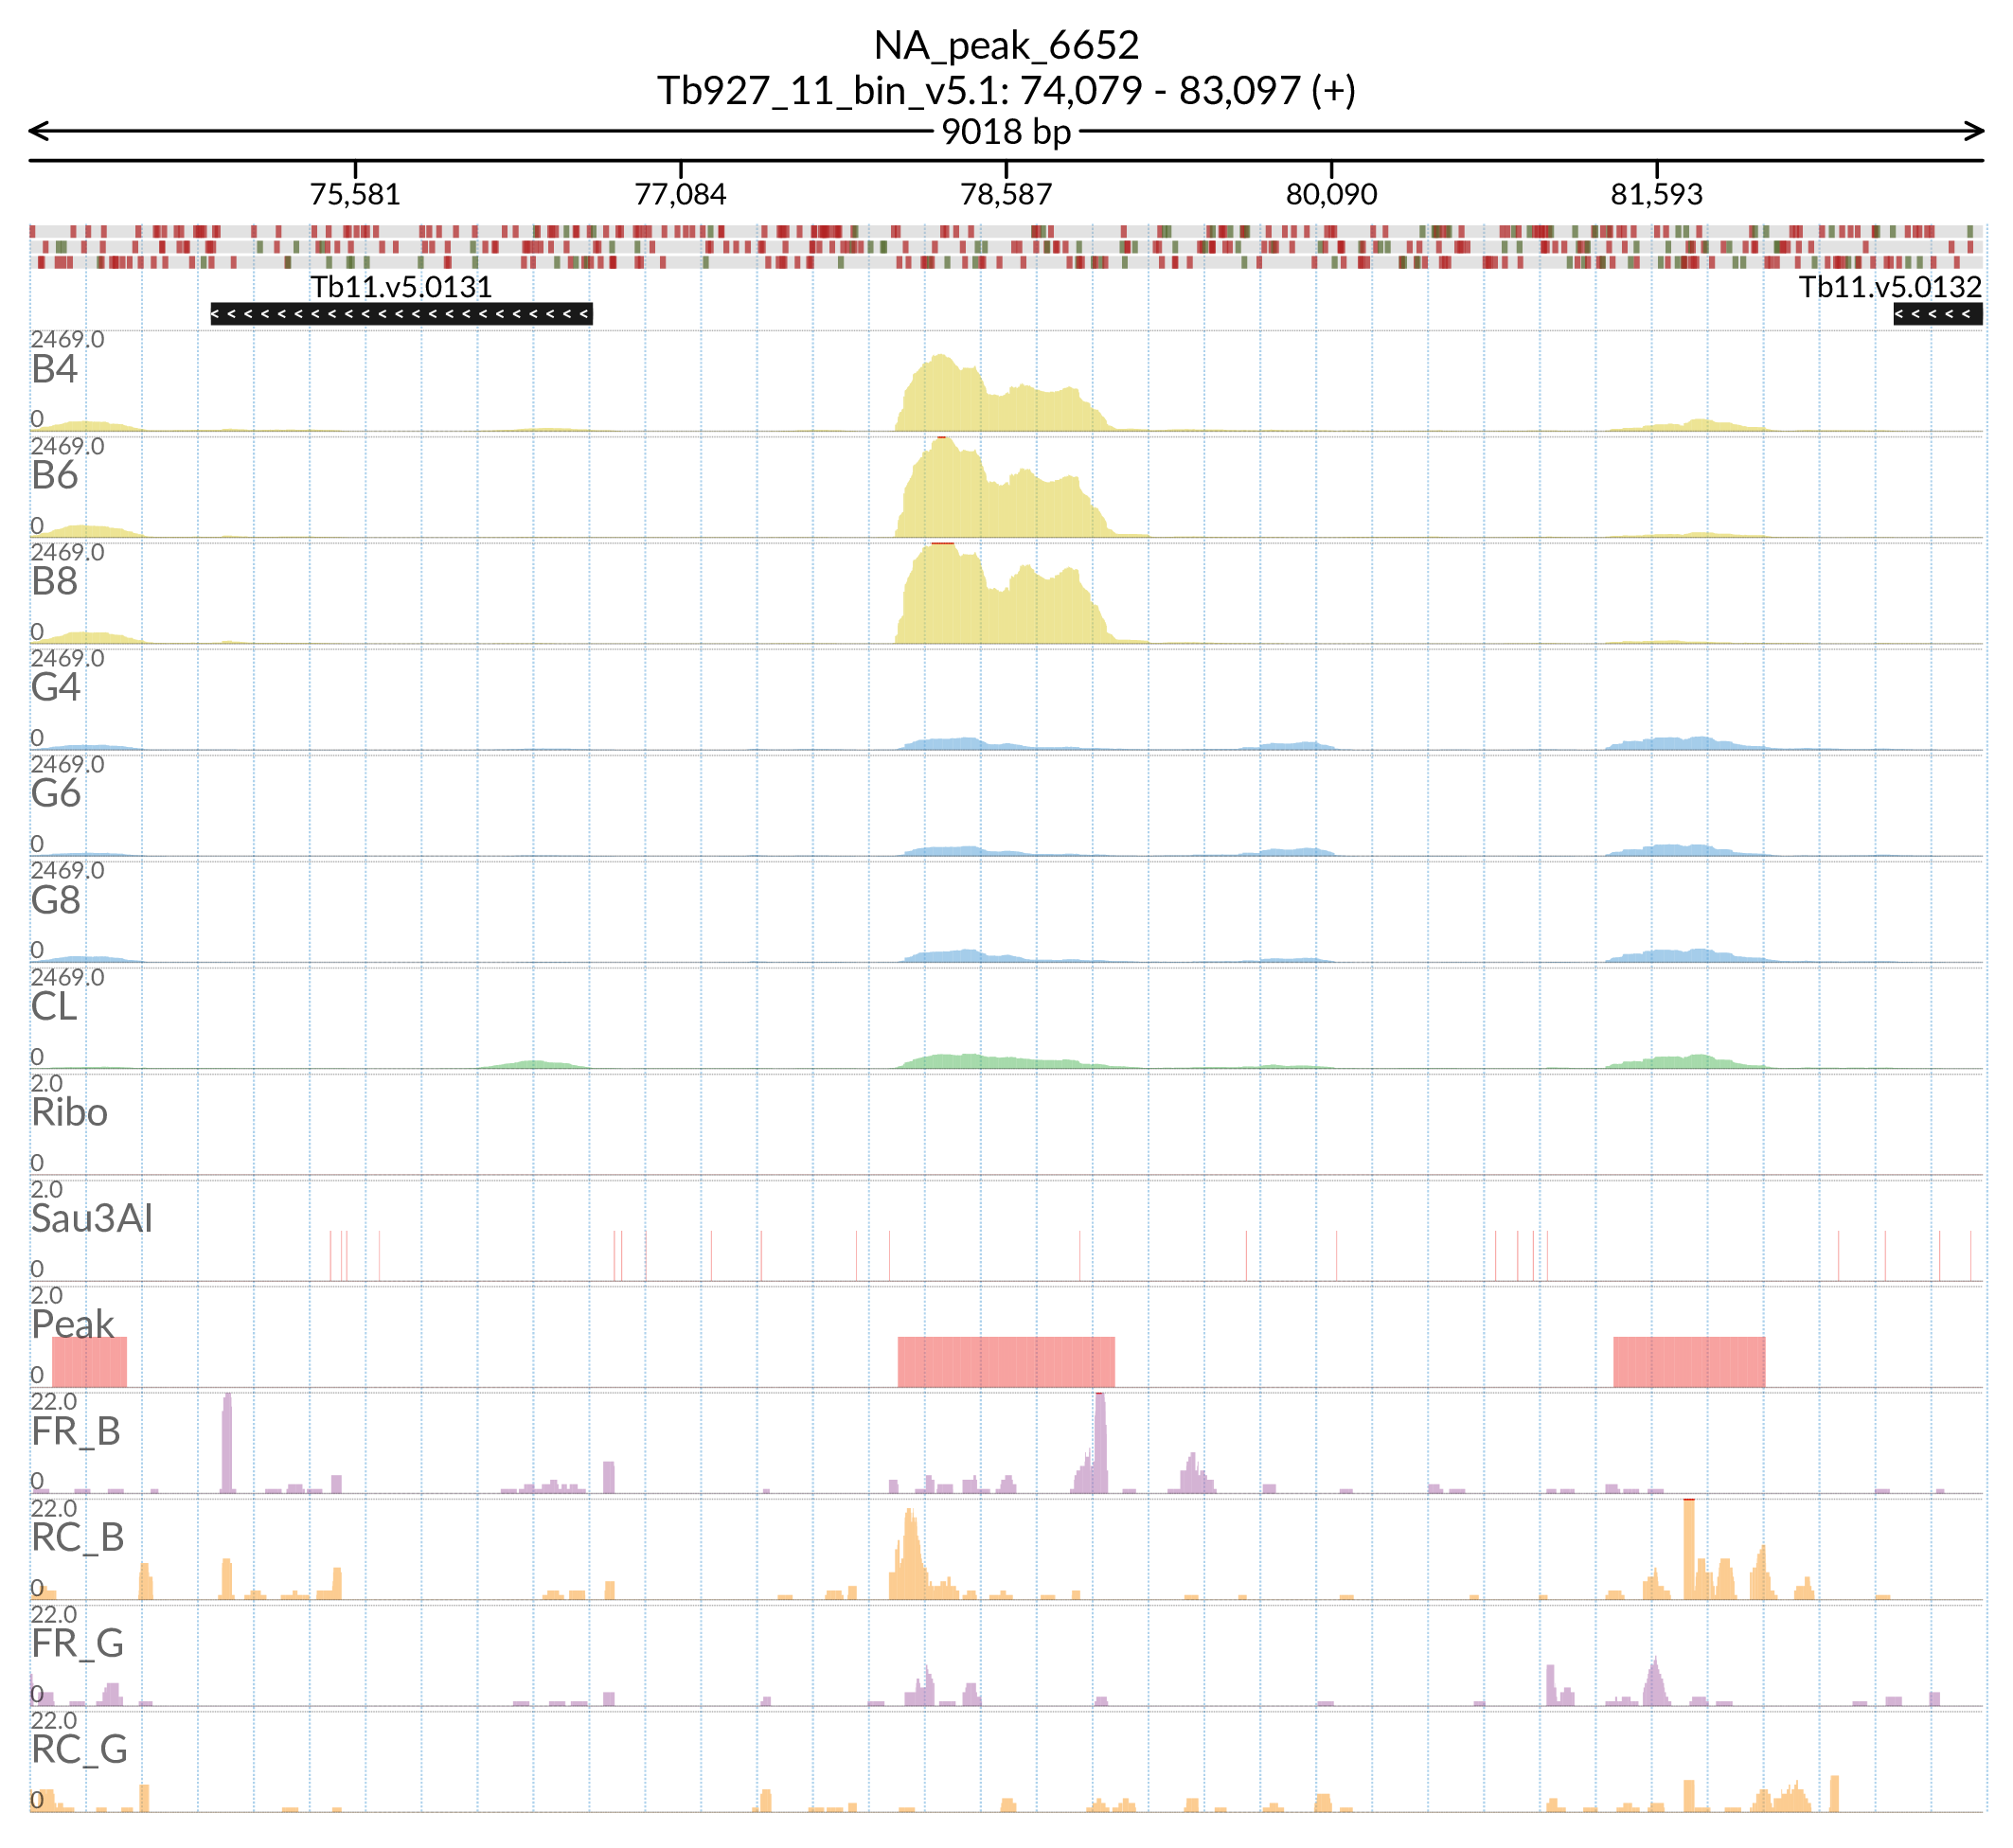 NA_peak_6652
Tb927_11_bin_v5.1: 74,079 - 83,097 (+)
9018 bp
75,581 77,084 78,587 80,090 81,593
Tb11.v5.0131 Tb11.v5.0132
2469.0
B4
0
2469.0
B6
0
2469.0
B8
0
2469.0
G4
0
2469.0
G6
0
2469.0
G8
0
2469.0
CL
0
2.0
Ribo
0
2.0
Sau3AI
0
2.0
Peak
0
22.0
FR_B
0
22.0
RC_B
0
22.0
FR_G
0
22.0
RC_G
0